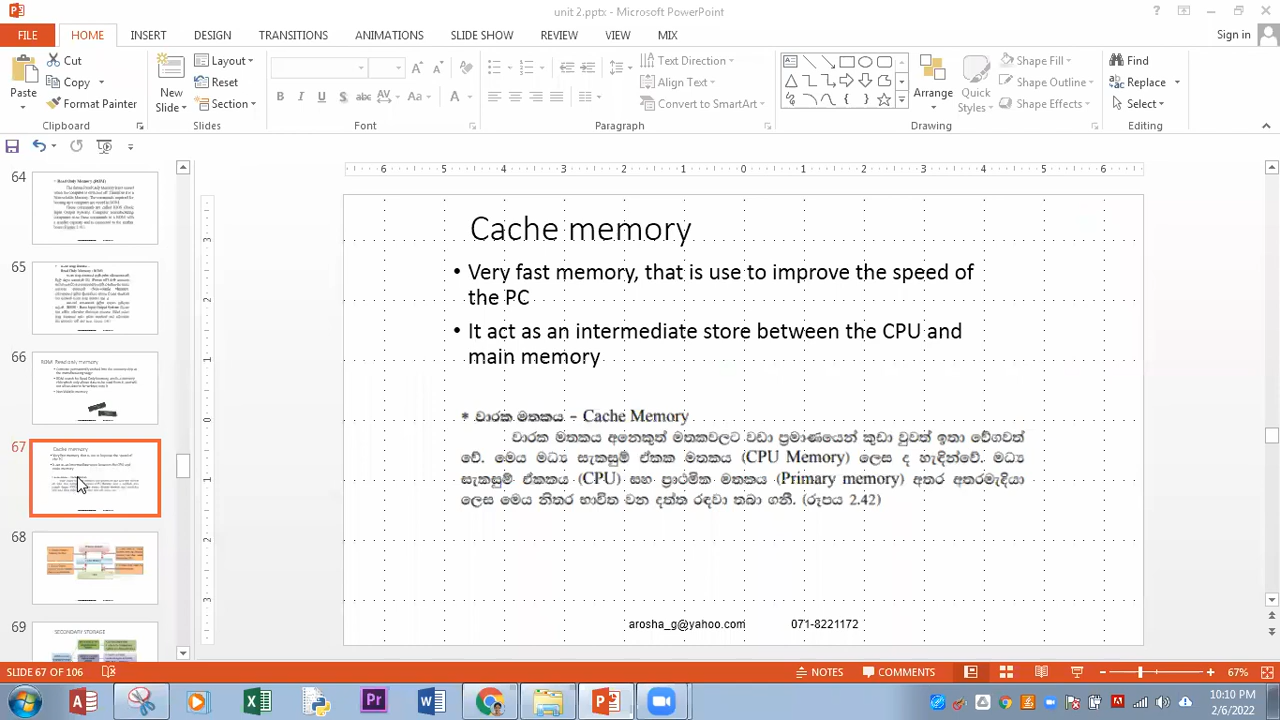 unit 2.pptx - Microsoft PowerPoint
FILE HOME INSERT DESIGN TRANSITIONS ANIMATIONS SLIDE SHOW REVIEW VIEW MIX Sign in
Paste Cut Copy Format Painter Clipboard
New Slide Layout Reset Section Slides
B I U S abc AV Aa A Font
Text Direction Align Text Convert to SmartArt Paragraph
Arrange Quick Styles Shape Fill Shape Outline Shape Effects Drawing
Find Replace Select Editing
64
65
66
67
68
69
SECONDARY STORAGE
Cache memory
• Very fast memory, that is use to improve the speed of
the PC
• It act as an intermediate store between the CPU and
main memory
* වාරක මතකය – Cache Memory
වාරක මතකය අනෙකුත් මතකවලට වඩා ප්‍රමාණයෙන් කුඩා වුවත් ඉතා වේගවත්
වේ. මෙය මධ්‍ය සැකසුම් ඒකක මතකය (CPU Memory) ලෙස ද හැඳින්වේ. මධ්‍ය
සැකසුම් ඒකකය (CPU) සහ ප්‍රාථමික මතකය (Primary memory) අතර අතරමැදියා
ලෙස මෙය නිතර භාවිත වන දත්ත රඳවා තබා ගනී. (රූපය 2.42)
arosha_g@yahoo.com 071-8221172
SLIDE 67 OF 106 NOTES COMMENTS 67%
10:10 PM
2/6/2022